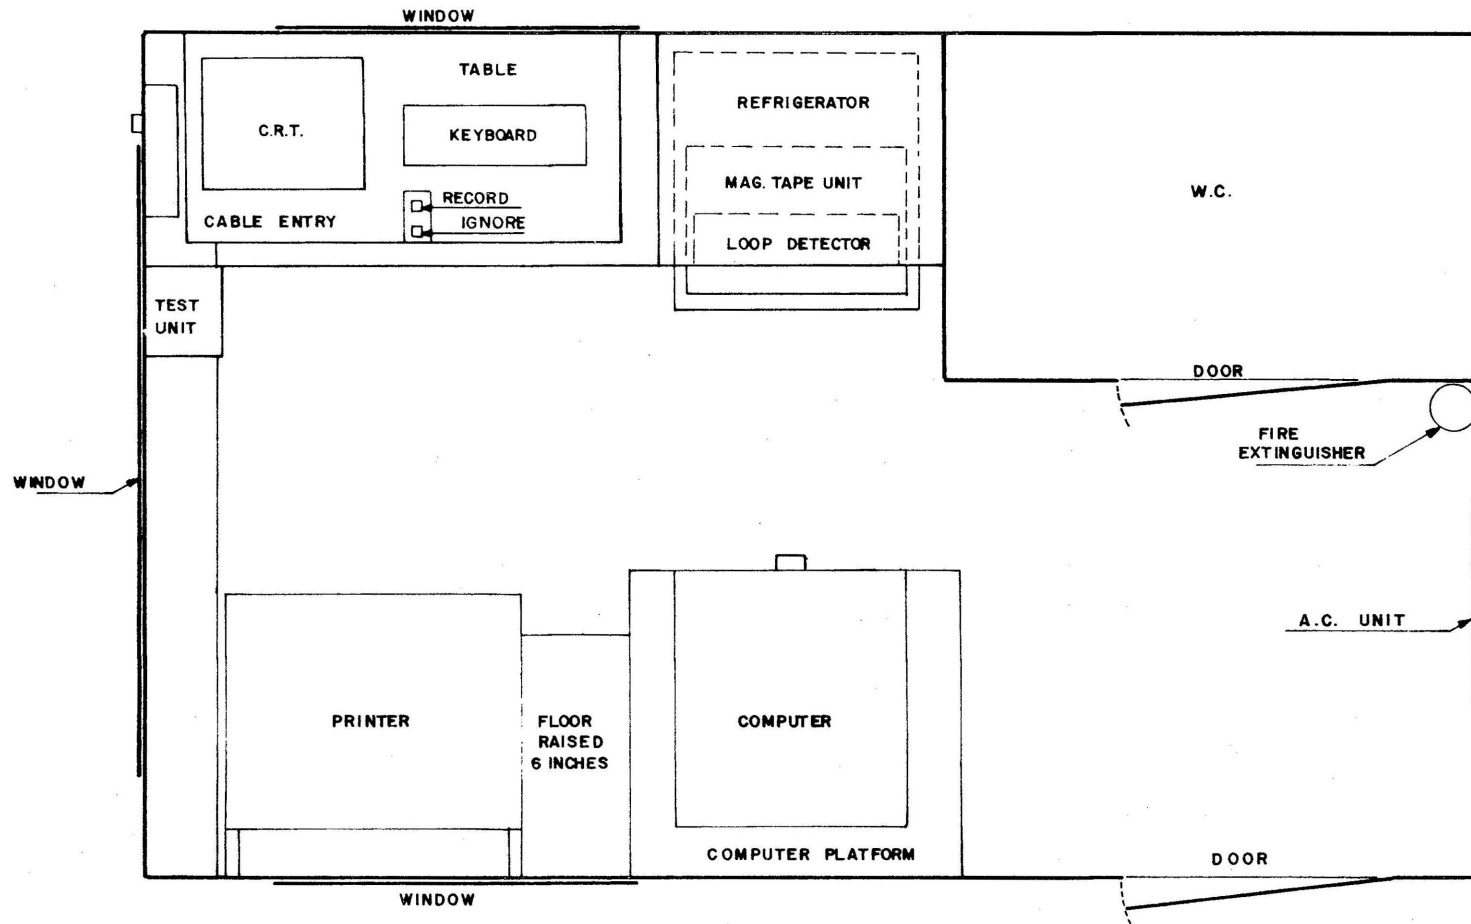 WINDOW
TABLE
C.R.T.
KEYBOARD
RECORD
IGNORE
CABLE ENTRY
REFRIGERATOR
MAG. TAPE UNIT
LOOP DETECTOR
W.C.
TEST
UNIT
DOOR
FIRE
EXTINGUISHER
WINDOW
A.C. UNIT
PRINTER
FLOOR
RAISED
6 INCHES
COMPUTER
COMPUTER PLATFORM
DOOR
WINDOW